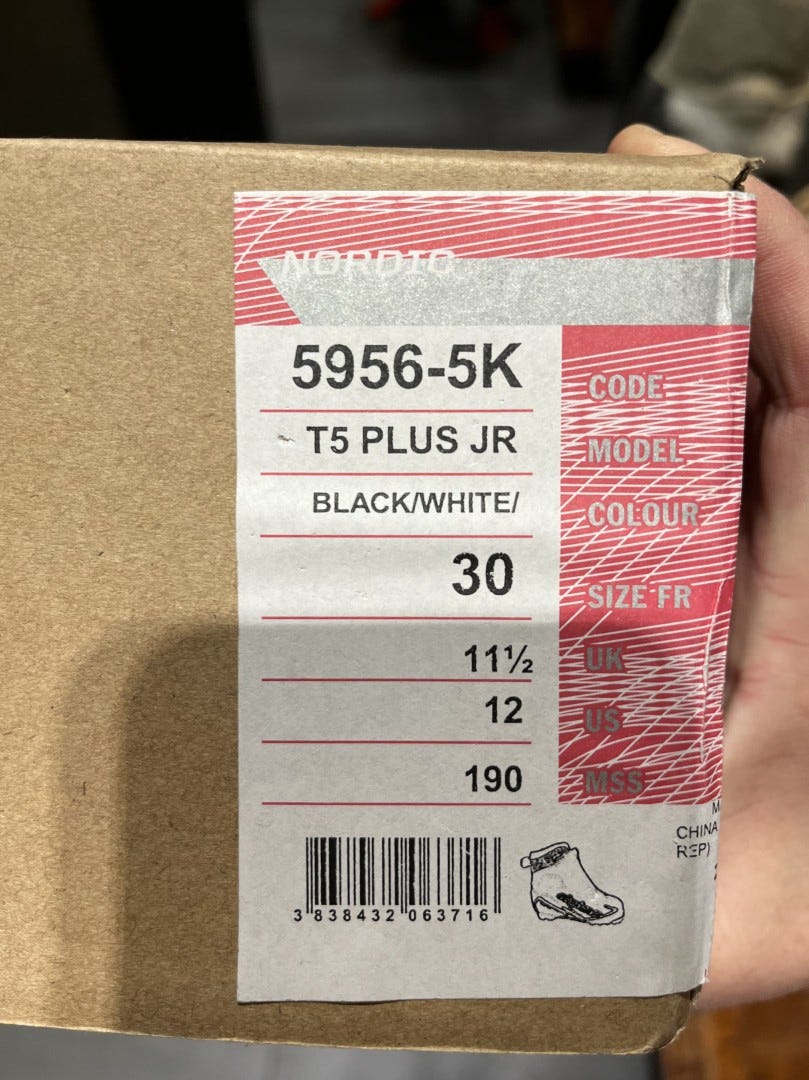 NORDIC
5956-5K CODE
T5 PLUS JR MODEL
BLACK/WHITE/ COLOUR
30 SIZE FR
11½ UK
12 US
190 MSS
CHINA
REP)
3 838432 063716